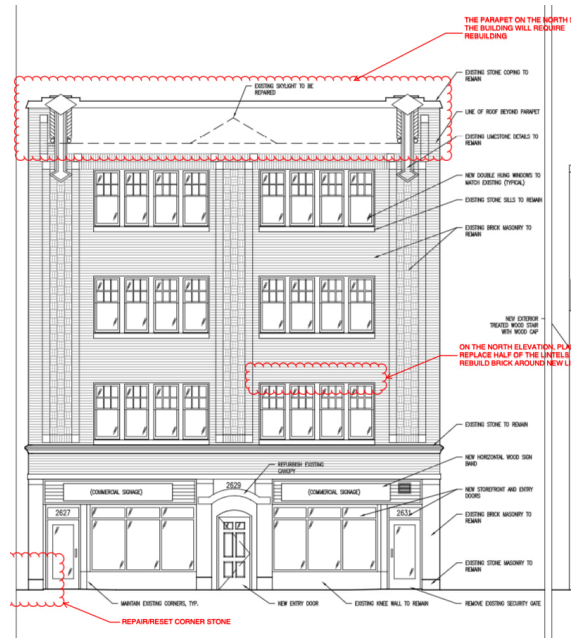 THE PARAPET ON THE NORTH
THE BUILDING WILL REQUIRE
REBUILDING
EXISTING SKYLIGHT TO BE
REPAIRED
EXISTING STONE COPING TO
REMAIN
LINE OF ROOF BEYOND PARAPET
EXISTING LIMESTONE DETAILS TO
REMAIN
NEW DOUBLE HUNG WINDOWS TO
MATCH EXISTING (TYPICAL)
EXISTING STONE SILLS TO REMAIN
EXISTING BRICK MASONRY TO
REMAIN
NEW EXTERIOR
TREATED WOOD STAIR
WITH WOOD CAP
ON THE NORTH ELEVATION,
REPLACE HALF OF THE LINTELS
REBUILD BRICK AROUND NEW
EXISTING STONE TO REMAIN
REFURBISH EXISTING
CANOPY
NEW HORIZONTAL WOOD SIGN
BAND
2629
(COMMERCIAL SIGNAGE)
(COMMERCIAL SIGNAGE)
NEW STOREFRONT AND ENTRY
DOORS
2627
2631
EXISTING BRICK MASONRY TO
REMAIN
EXISTING STONE MASONRY TO
REMAIN
MAINTAIN EXISTING CORNERS, TYP.
NEW ENTRY DOOR
EXISTING KNEE WALL TO REMAIN
REMOVE EXISTING SECURITY GATE
REPAIR/RESET CORNER STONE